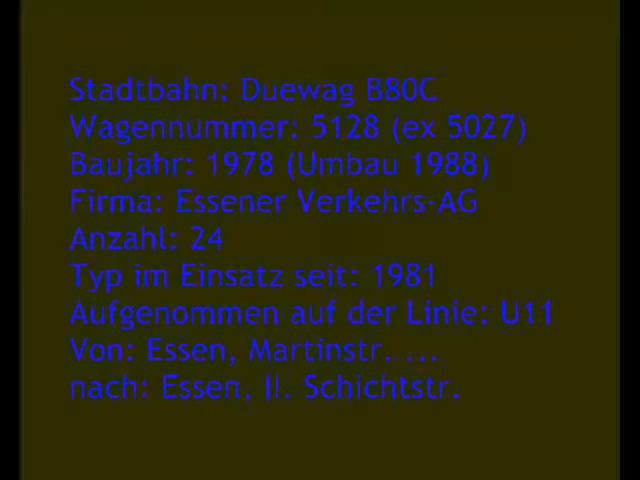 Stadtbahn: Duewag B80C
Wagennummer: 5128 (ex 5027)
Baujahr: 1978 (Umbau 1988)
Firma: Essener Verkehrs-AG
Anzahl: 24
Typ im Einsatz seit: 1981
Aufgenommen auf der Linie: U11
Von: Essen, Martinstr. ...
nach: Essen, II. Schichtstr.